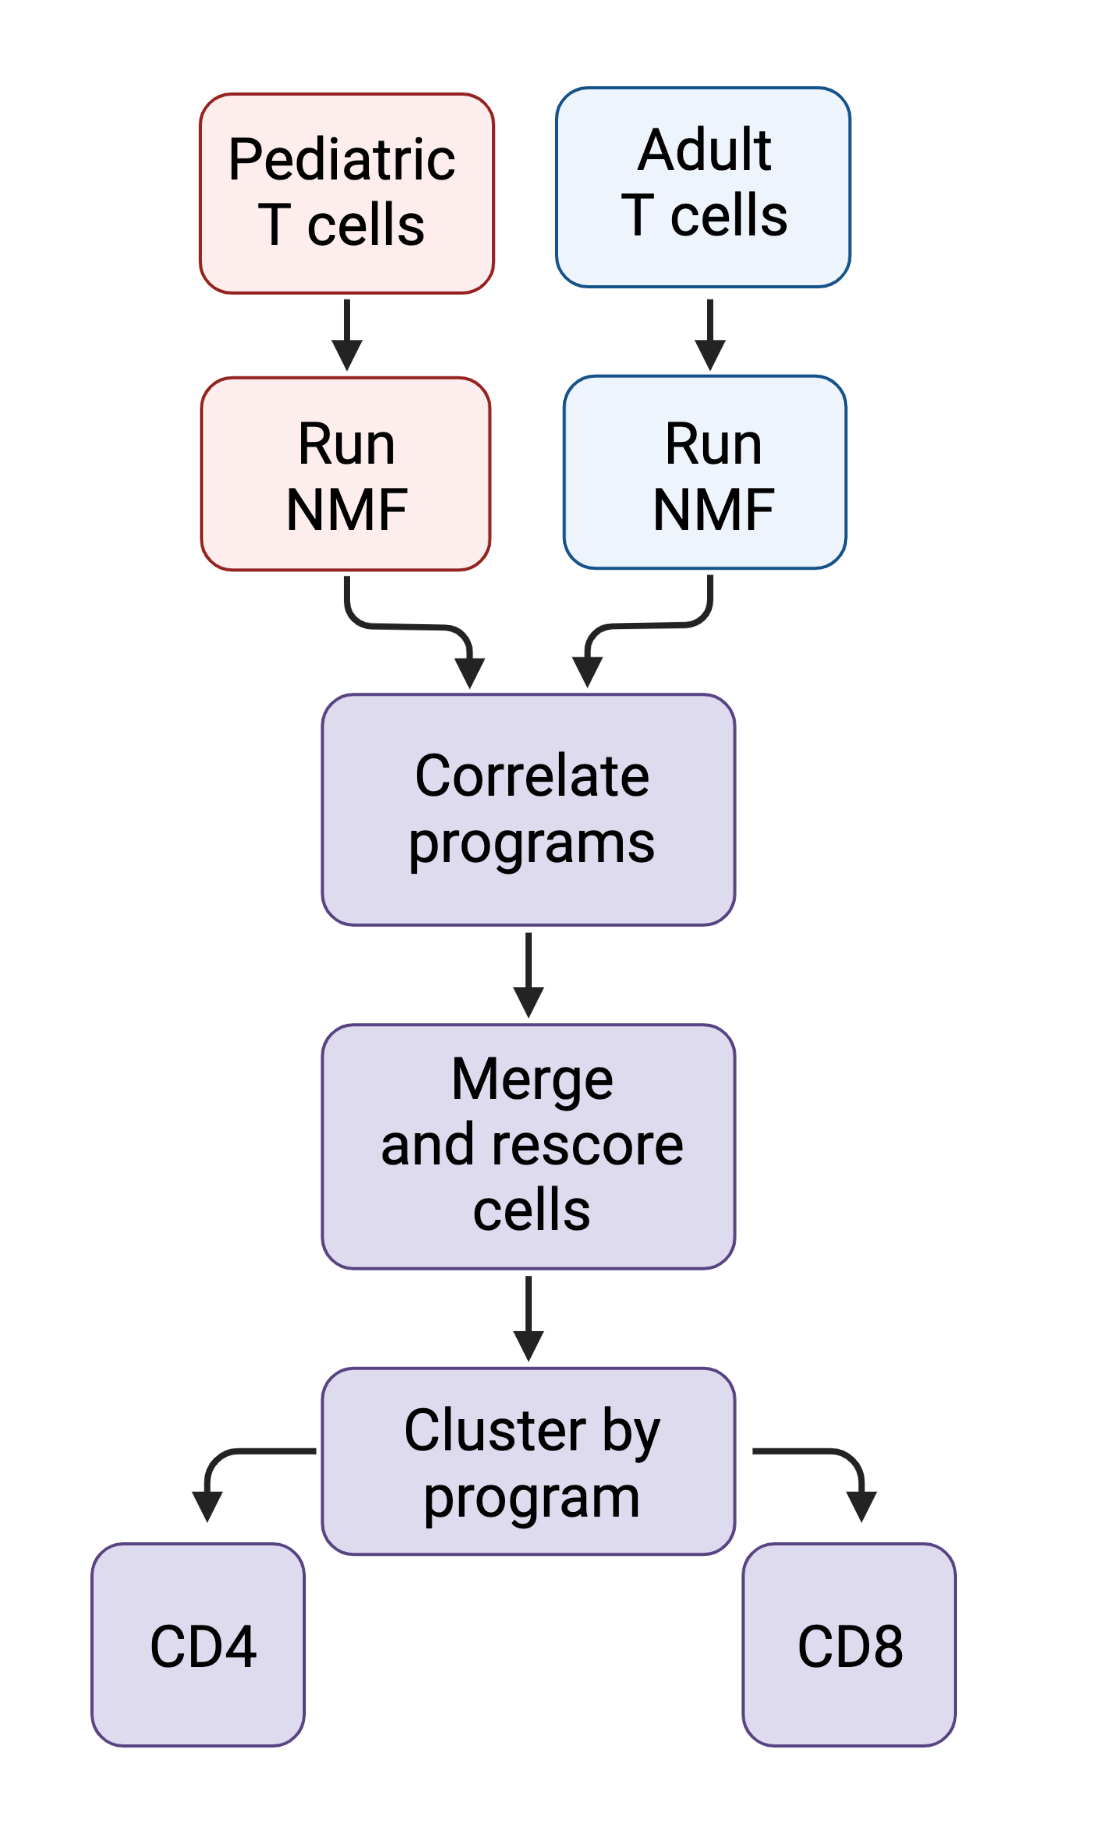 Pediatric
T cells
Adult
T cells
Run
NMF
Run
NMF
Correlate
programs
Merge
and rescore
cells
Cluster by
program
CD4
CD8